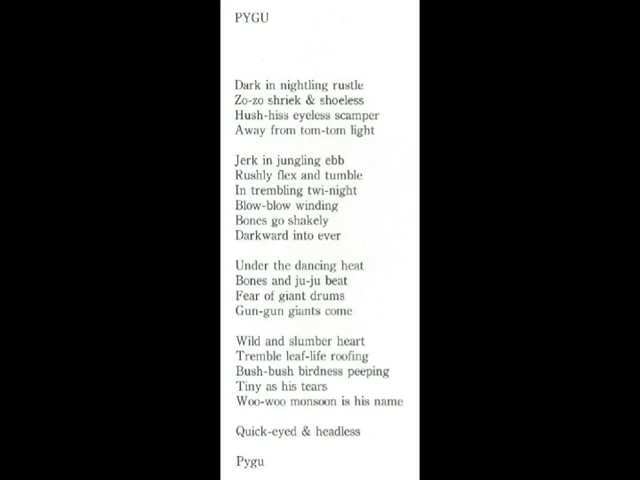 PYGU
Dark in nightling rustle
Zo-zo shriek & shoeless
Hush-hiss eyeless scamper
Away from tom-tom light
Jerk in jungling ebb
Rushly flex and tumble
In trembling twi-night
Blow-blow winding
Bones go shakely
Darkward into ever
Under the dancing heat
Bones and ju-ju beat
Fear of giant drums
Gun-gun giants come
Wild and slumber heart
Tremble leaf-life roofing
Bush-bush birdness peeping
Tiny as his tears
Woo-woo monsoon is his name
Quick-eyed & headless
Pygu